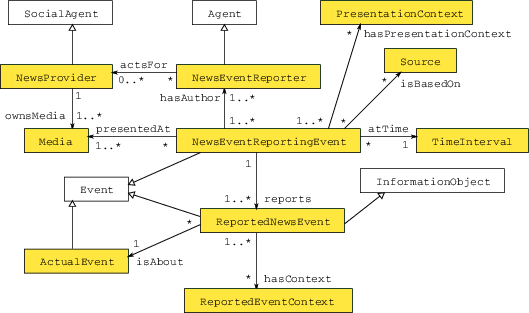 SocialAgent
Agent
PresentationContext
* hasPresentationContext
actsFor
Source
NewsProvider
0..* *
NewsEventReporter
* isBasedOn
1
hasAuthor 1..*
ownsMedia 1..*
presentedAt
1..* 1..* *
atTime
Media
1..* *
NewsEventReportingEvent
* 1
TimeInterval
1
Event
InformationObject
1..* reports
*
ReportedNewsEvent
1
isAbout
1..*
ActualEvent
* hasContext
ReportedEventContext